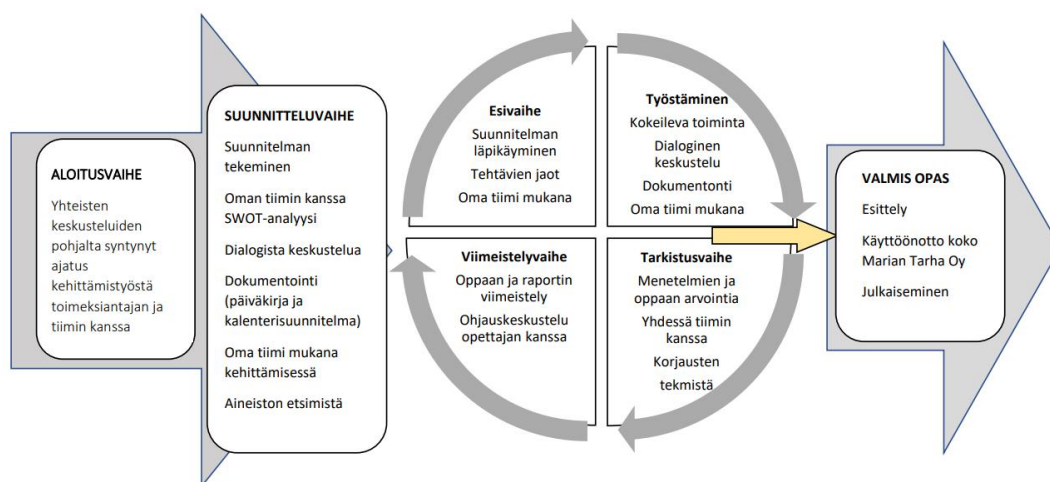 ALOITUSVAIHE
Yhteisten
keskusteluiden
pohjalta syntynyt
ajatus
kehittämistyöstä
toimeksiantajan ja
tiimin kanssa
SUUNNITTELUVAIHE
Suunnitelman
tekeminen
Oman tiimin kanssa
SWOT-analyysi
Dialogista keskustelua
Dokumentointi
(päiväkirja ja
kalenterisuunnitelma)
Oma tiimi mukana
kehittämisessä
Aineiston etsimistä
Esivaihe
Suunnitelman
läpikäyminen
Tehtävien jaot
Oma tiimi mukana
Työstäminen
Kokeileva toiminta
Dialoginen
keskustelu
Dokumentonti
Oma tiimi mukana
Viimeistelyvaihe
Oppaan ja raportin
viimeistely
Ohjauskeskustelu
opettajan kanssa
Tarkistusvaihe
Menetelmien ja
oppaan arvointia
Yhdessä tiimin
kanssa
Korjausten
tekmistä
VALMIS OPAS
Esittely
Käyttöönotto koko
Marian Tarha Oy
Julkaiseminen